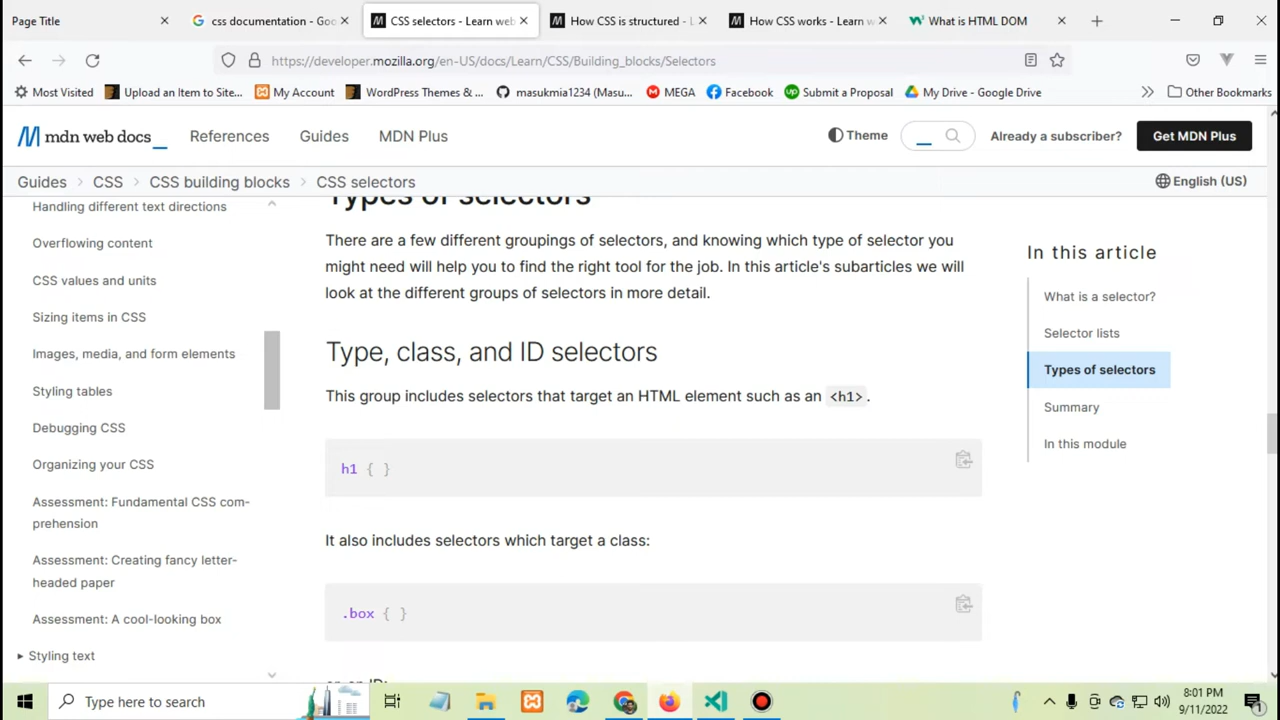 Page Title
css documentation - Goo
CSS selectors - Learn web
How CSS is structured - L
How CSS works - Learn w
What is HTML DOM
https://developer.mozilla.org/en-US/docs/Learn/CSS/Building_blocks/Selectors
Most Visited
Upload an Item to Sit...
My Account
WordPress Themes & ...
masukmia1234 (Masu...
MEGA
Facebook
Submit a Proposal
My Drive - Google Drive
Other Bookmarks
mdn web docs
References
Guides
MDN Plus
Theme
Already a subscriber?
Get MDN Plus
Guides > CSS > CSS building blocks > CSS selectors
English (US)
Handling different text directions
Overflowing content
CSS values and units
Sizing items in CSS
Images, media, and form elements
Styling tables
Debugging CSS
Organizing your CSS
Assessment: Fundamental CSS com-
prehension
Assessment: Creating fancy letter-
headed paper
Assessment: A cool-looking box
Styling text
Types of selectors
There are a few different groupings of selectors, and knowing which type of selector you
might need will help you to find the right tool for the job. In this article's subarticles we will
look at the different groups of selectors in more detail.
Type, class, and ID selectors
This group includes selectors that target an HTML element such as an <h1>.
h1 { }
It also includes selectors which target a class:
.box { }
In this article
What is a selector?
Selector lists
Types of selectors
Summary
In this module
Type here to search
8:01 PM
9/11/2022
1